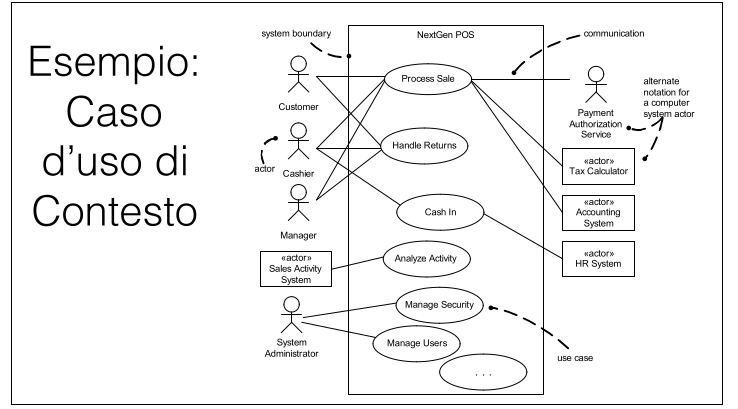 Esempio:
Caso
d’uso di
Contesto
system boundary
NextGen POS
communication
Customer
Process Sale
Payment
Authorization
Service
alternate
notation for
a computer
system actor
actor
Cashier
Handle Returns
«actor»
Tax Calculator
Manager
Cash In
«actor»
Accounting
System
«actor»
Sales Activity
System
Analyze Activity
«actor»
HR System
System
Administrator
Manage Security
Manage Users
use case
. . .